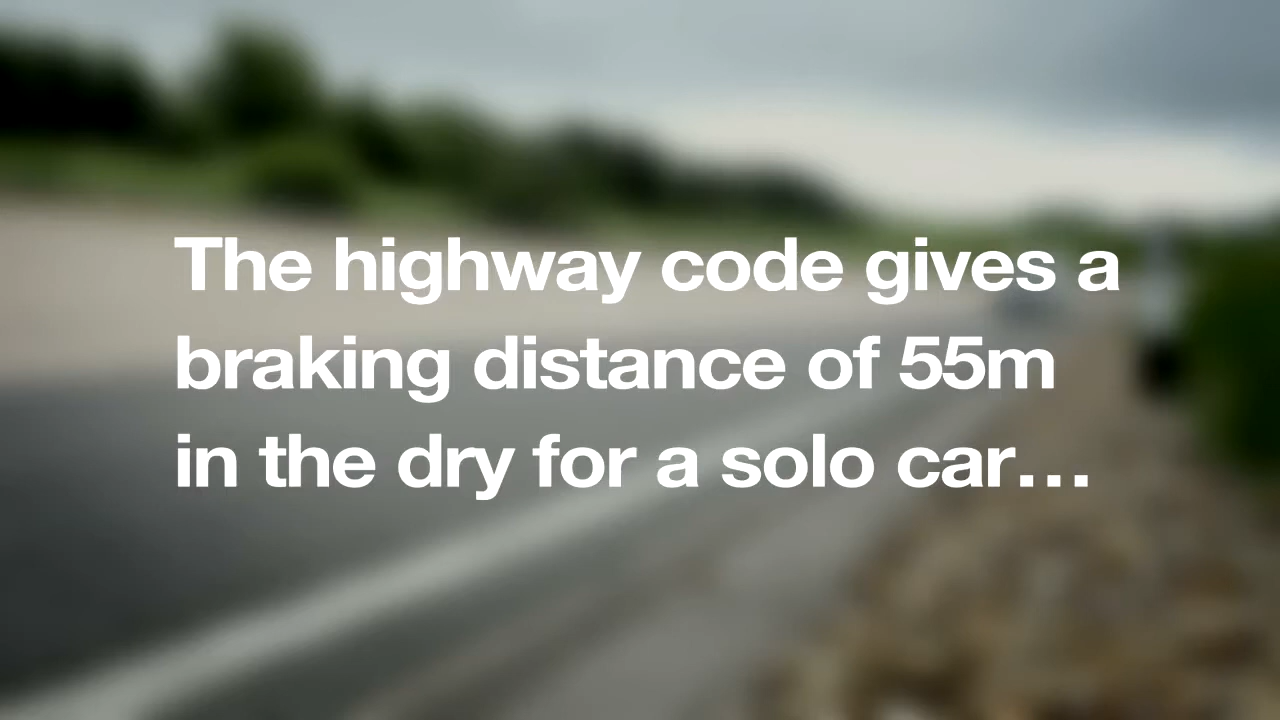 The highway code gives a
braking distance of 55m
in the dry for a solo car…